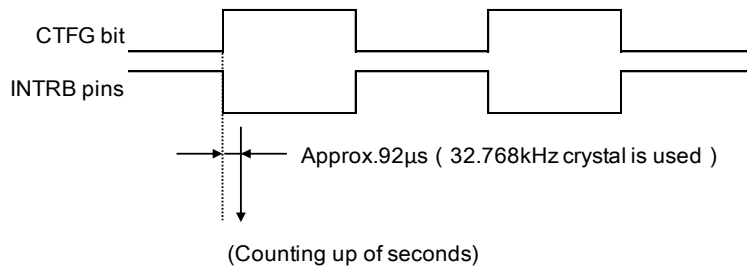 CTFG bit
INTRB pins
Approx.92μs ( 32.768kHz crystal is used )
(Counting up of seconds)